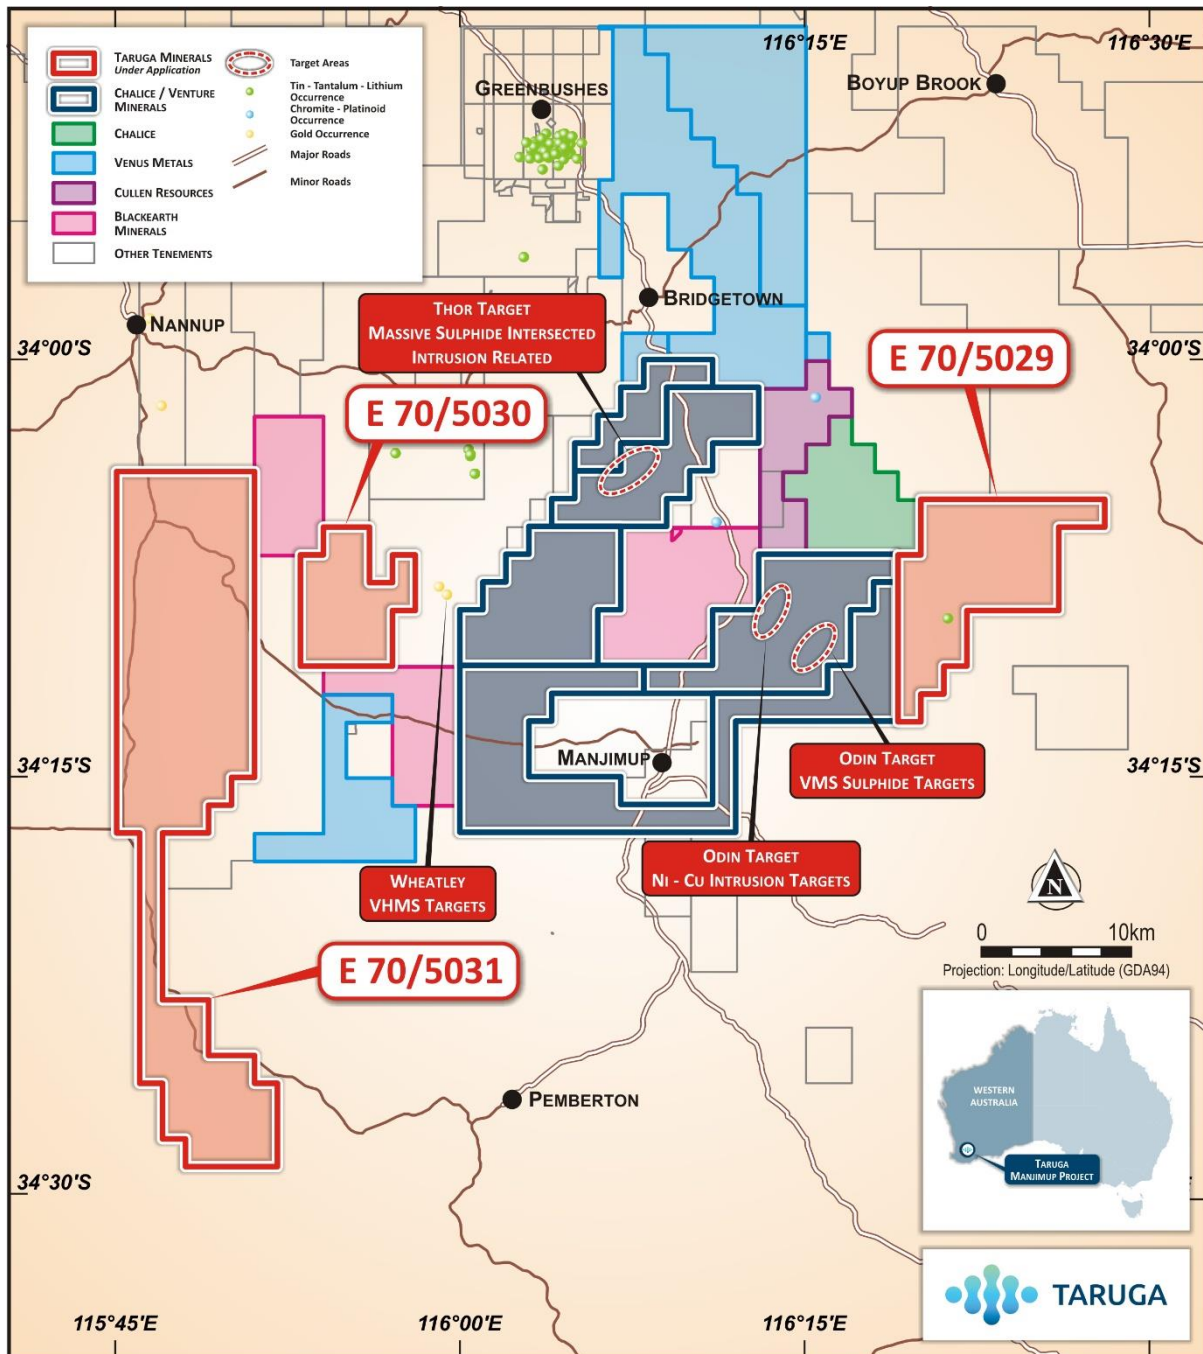 116°15'E
116°30'E
TARUGA MINERALS
Under Application
CHALICE / VENTURE
MINERALS
CHALICE
VENUS METALS
CULLEN RESOURCES
BLACKEARTH
MINERALS
OTHER TENEMENTS
TARGET AREAS
TIN - TANTALUM - LITHIUM
OCCURRENCE
CHROMITE - PLATINOID
OCCURRENCE
GOLD OCCURRENCE
MAJOR ROADS
MINOR ROADS
GREENBUSHES
BOYUP BROOK
BRIDGETOWN
NANNUP
THOR TARGET
MASSIVE SULPHIDE INTERSECTED
INTRUSION RELATED
34°00'S
34°00'S
E 70/5029
E 70/5030
MANJIMUP
34°15'S
34°15'S
ODIN TARGET
VMS SULPHIDE TARGETS
ODIN TARGET
NI - CU INTRUSION TARGETS
WHEATLEY
VHMS TARGETS
E 70/5031
N
0 10km
Projection: Longitude/Latitude (GDA94)
PEMBERTON
WESTERN
AUSTRALIA
TARUGA
MANJIMUP PROJECT
34°30'S
TARUGA
115°45'E
116°00'E
116°15'E